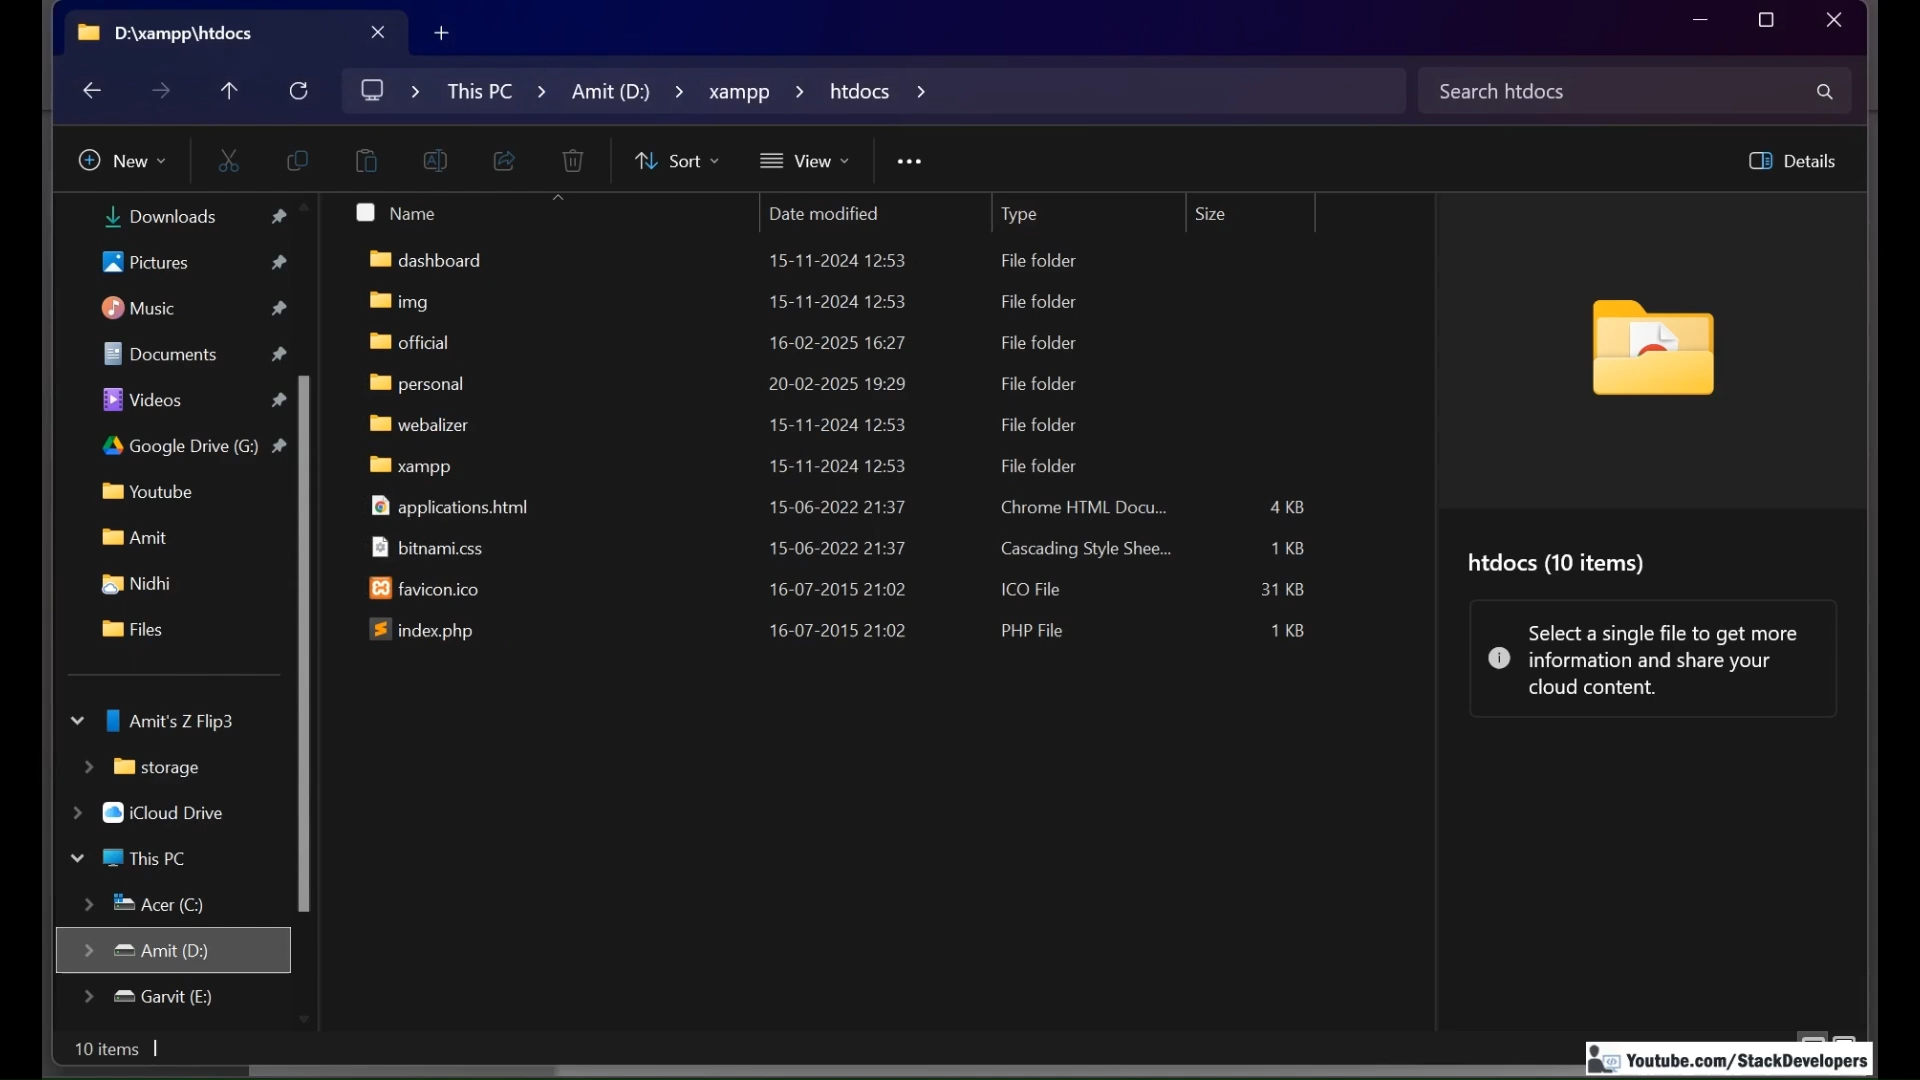 D:\xampp\htdocs
This PC Amit (D:) xampp htdocs
Search htdocs
New
Sort
View
Details
Downloads
Pictures
Music
Documents
Videos
Google Drive (G:)
Youtube
Amit
Nidhi
Files
Amit's Z Flip3
storage
iCloud Drive
This PC
Acer (C:)
Amit (D:)
Garvit (E:)
Name Date modified Type Size
dashboard 15-11-2024 12:53 File folder
img 15-11-2024 12:53 File folder
official 16-02-2025 16:27 File folder
personal 20-02-2025 19:29 File folder
webalizer 15-11-2024 12:53 File folder
xampp 15-11-2024 12:53 File folder
applications.html 15-06-2022 21:37 Chrome HTML Docu... 4 KB
bitnami.css 15-06-2022 21:37 Cascading Style Shee... 1 KB
favicon.ico 16-07-2015 21:02 ICO File 31 KB
index.php 16-07-2015 21:02 PHP File 1 KB
htdocs (10 items)
Select a single file to get more
information and share your
cloud content.
10 items
Youtube.com/StackDevelopers